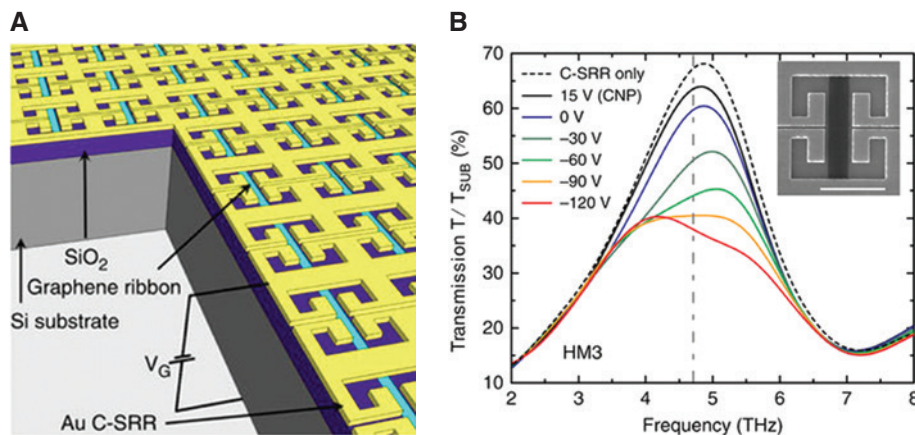 A
SiO2
Graphene ribbon
Si substrate
VG
Au C-SRR
B
Transmission T / TSUB (%)
70
60
50
40
30
20
10
C-SRR only
15 V (CNP)
0 V
–30 V
–60 V
–90 V
–120 V
HM3
2 3 4 5 6 7 8
Frequency (THz)